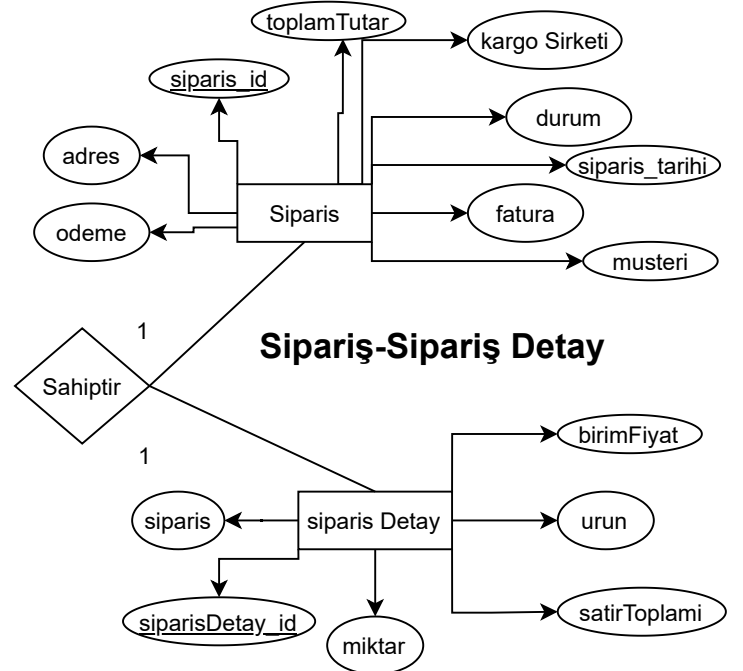 toplamTutar
kargo Sirketi
siparis_id
durum
adres
siparis_tarihi
Siparis
fatura
odeme
musteri
1
Sipariş-Sipariş Detay
Sahiptir
birimFiyat
1
siparis
siparis Detay
urun
satirToplami
siparisDetay_id
miktar